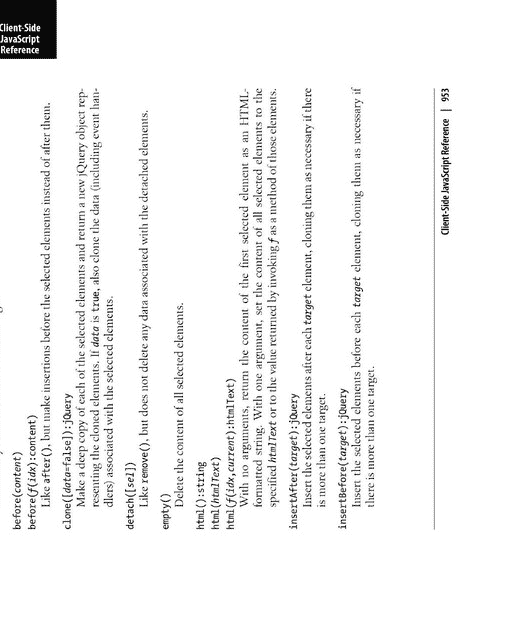 Client-Side
JavaScript
Reference
before(content)
before(f(idx):content)
Like after(), but make insertions before the selected elements instead of after them.
clone([data=false]):jQuery
Make a deep copy of each of the selected elements and return a new jQuery object rep-
resenting the cloned elements. If data is true, also clone the data (including event han-
dlers) associated with the selected elements.
detach([sel])
Like remove(), but does not delete any data associated with the detached elements.
empty()
Delete the content of all selected elements.
html():string
html(htmlText)
html(f(idx,current):htmlText)
With no arguments, return the content of the first selected element as an HTML-
formatted string. With one argument, set the content of all selected elements to the
specified htmlText or to the value returned by invoking f as a method of those elements.
insertAfter(target):jQuery
Insert the selected elements after each target element, cloning them as necessary if there
is more than one target.
insertBefore(target):jQuery
Insert the selected elements before each target element, cloning them as necessary if
there is more than one target.
Client-Side JavaScript Reference | 953